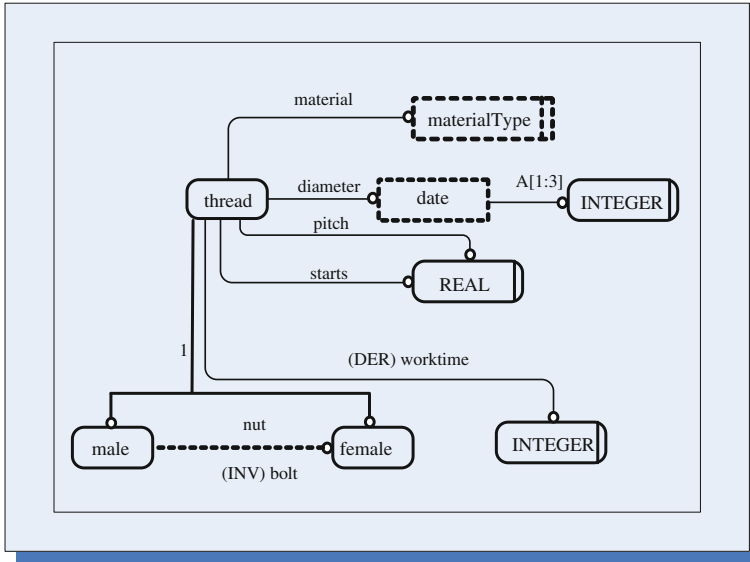 material
materialType
thread
diameter
date
A[1:3]
INTEGER
pitch
starts
REAL
1
(DER) worktime
male
nut
female
(INV) bolt
INTEGER